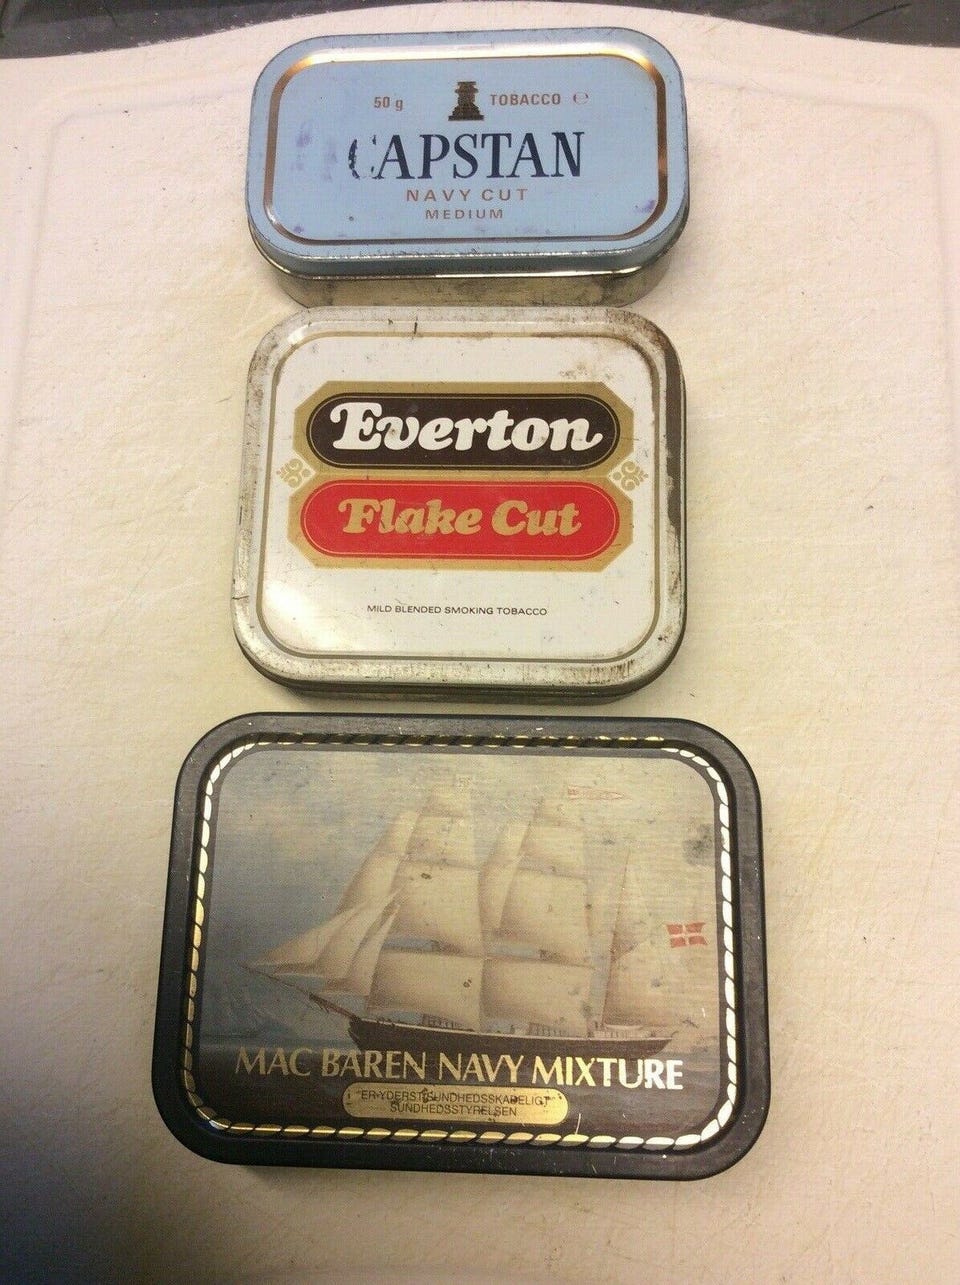 50 g TOBACCO ℮
CAPSTAN
NAVY CUT
MEDIUM
Everton
Flake Cut
MILD BLENDED SMOKING TOBACCO
MAC BAREN NAVY MIXTURE
ER YDERST SUNDHEDSSKADELIGT
SUNDHEDSSTYRELSEN